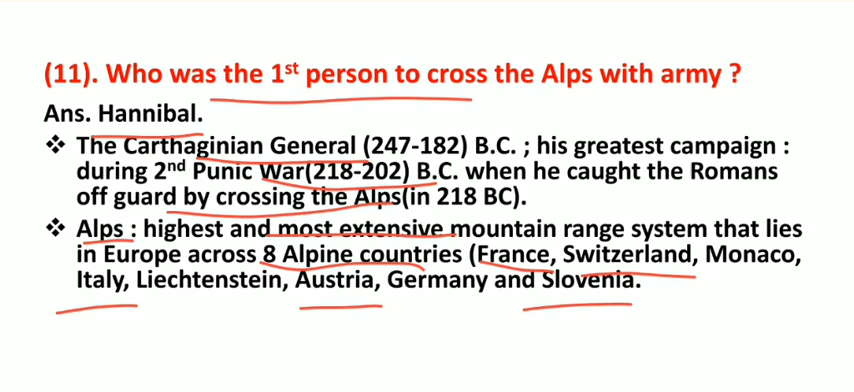 (11). Who was the 1st person to cross the Alps with army ?
Ans. Hannibal.
❖ The Carthaginian General (247-182) B.C. ; his greatest campaign :
during 2nd Punic War(218-202) B.C. when he caught the Romans
off guard by crossing the Alps(in 218 BC).
❖ Alps : highest and most extensive mountain range system that lies
in Europe across 8 Alpine countries (France, Switzerland, Monaco,
Italy, Liechtenstein, Austria, Germany and Slovenia.